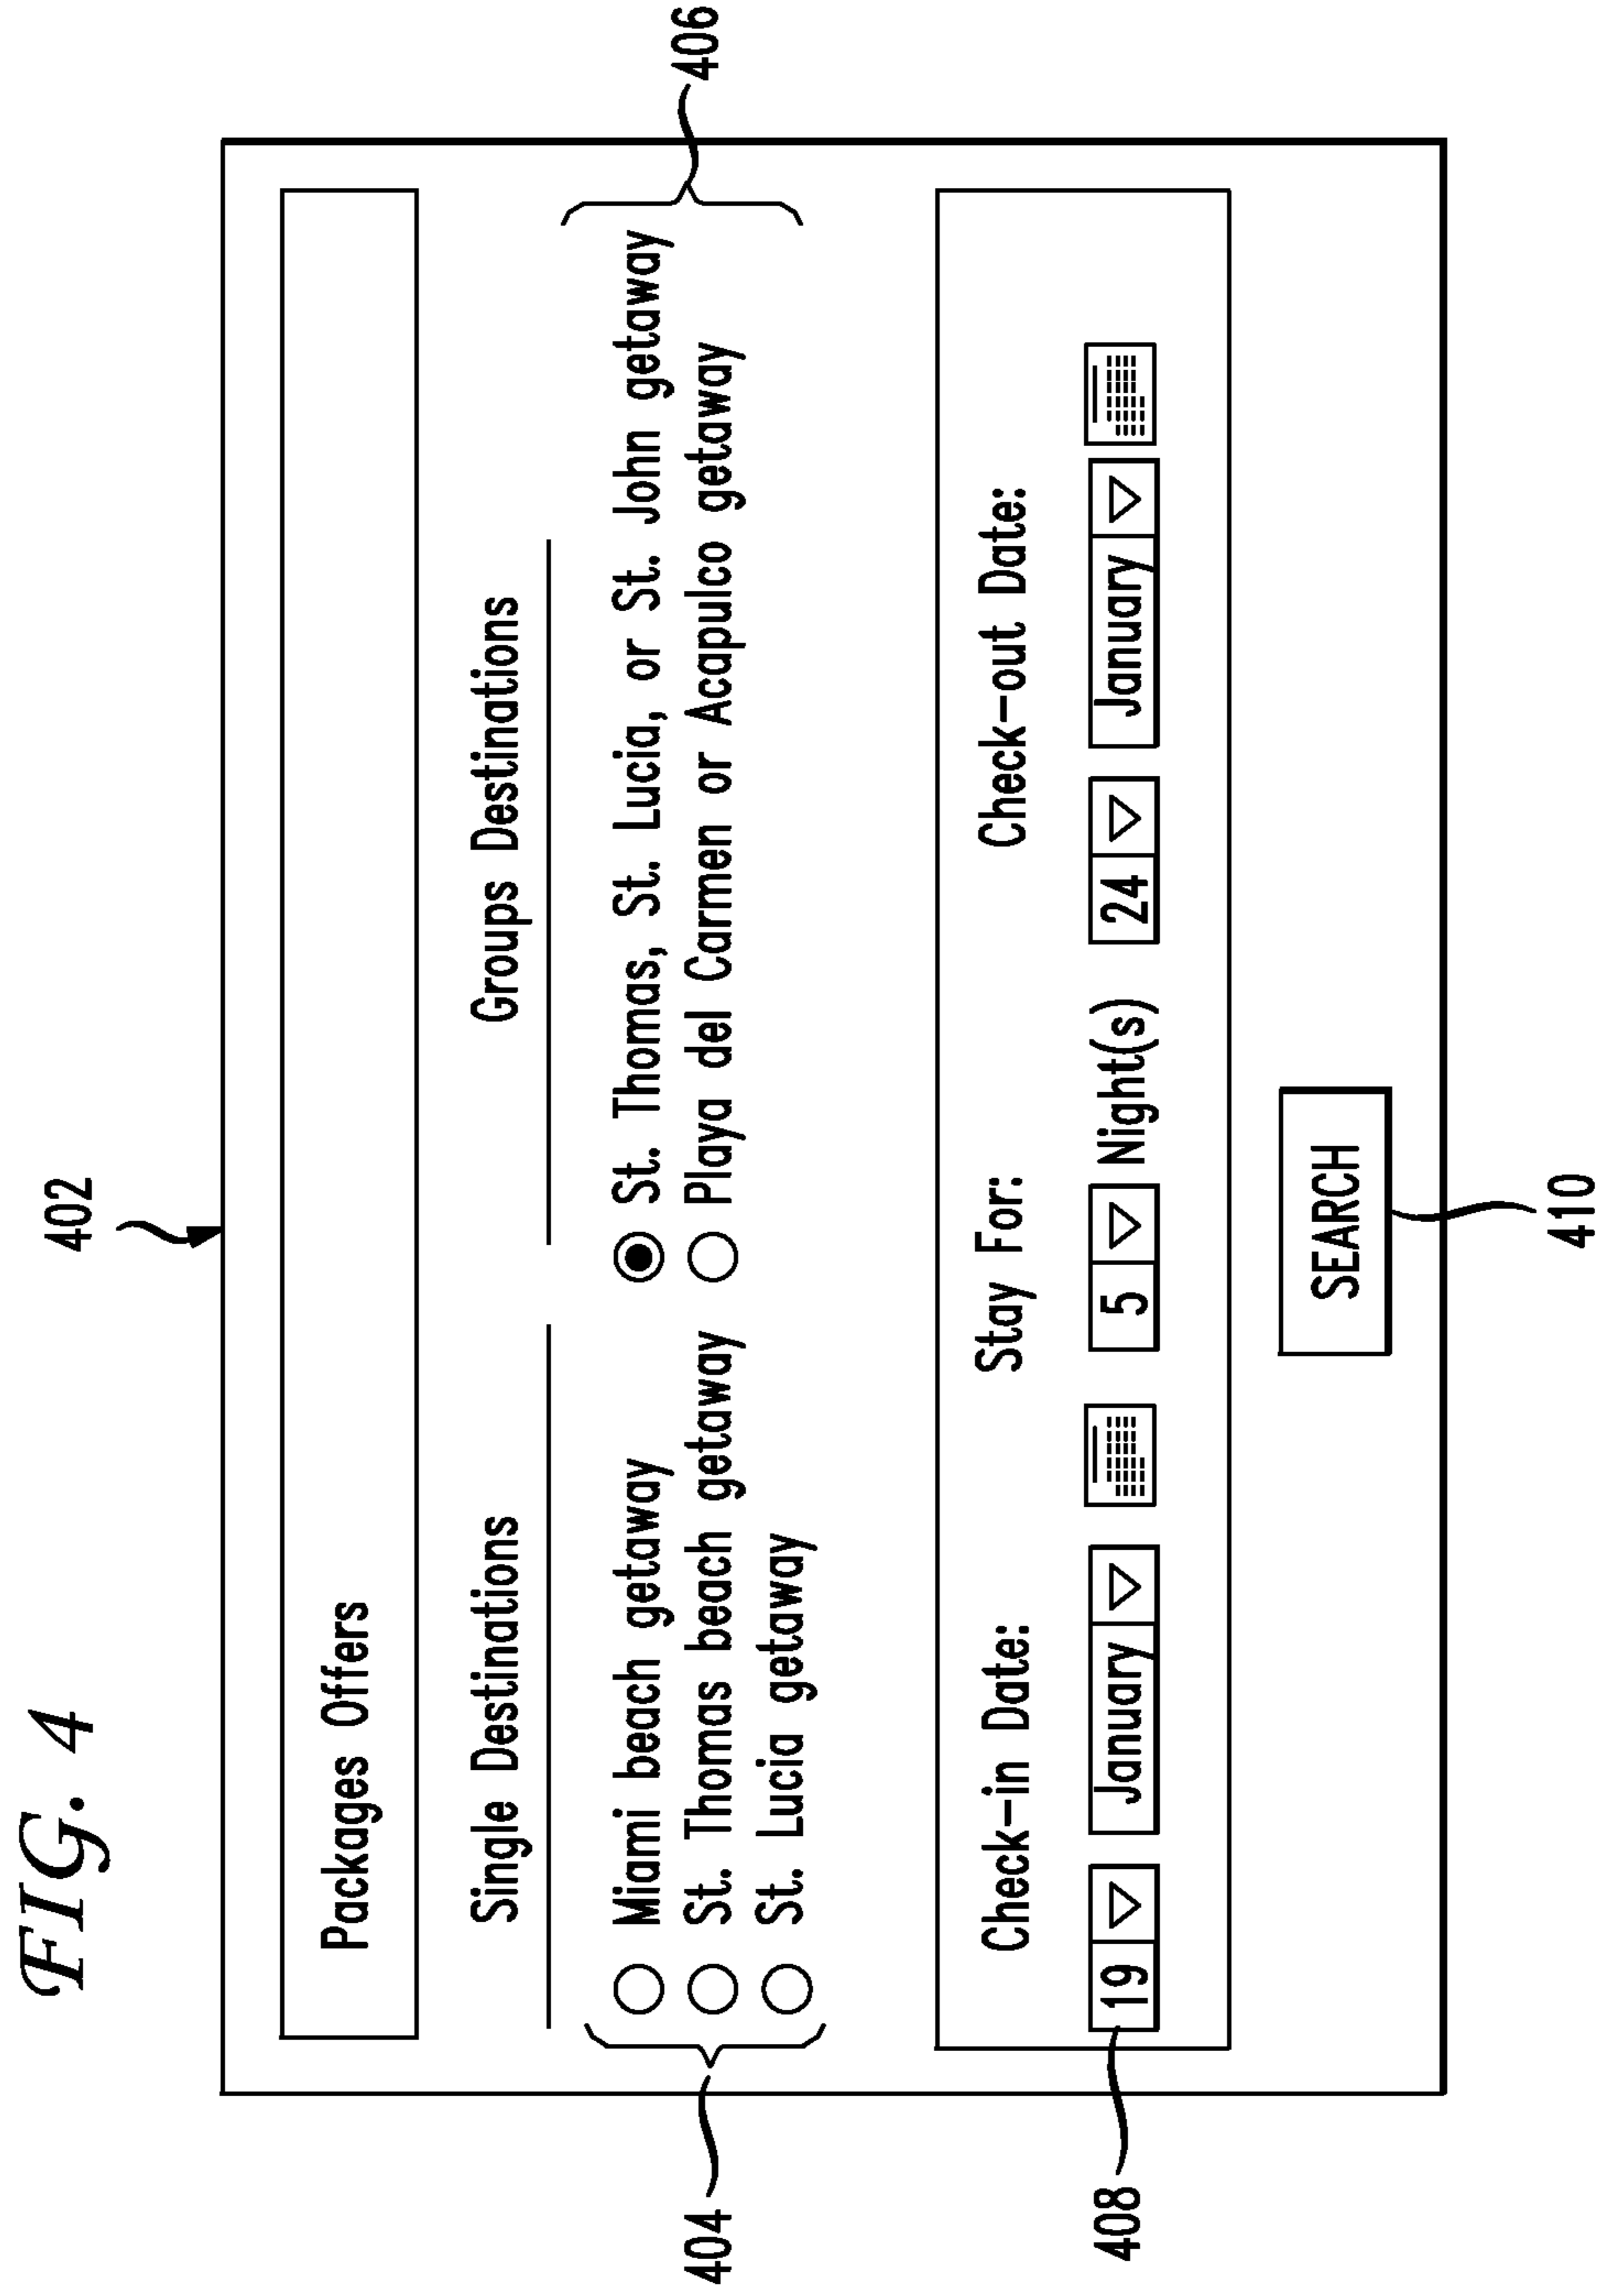 FIG. 4
402
Packages Offers
Single Destinations
Groups Destinations
404
Miami beach getaway
St. Thomas beach getaway
St. Lucia getaway
St. Thomas, St. Lucia, or St. John getaway
Playa del Carmen or Acapulco getaway
406
Check-in Date:
Stay For:
Check-out Date:
408
19 January 5 Night(s) 24 January
SEARCH
410